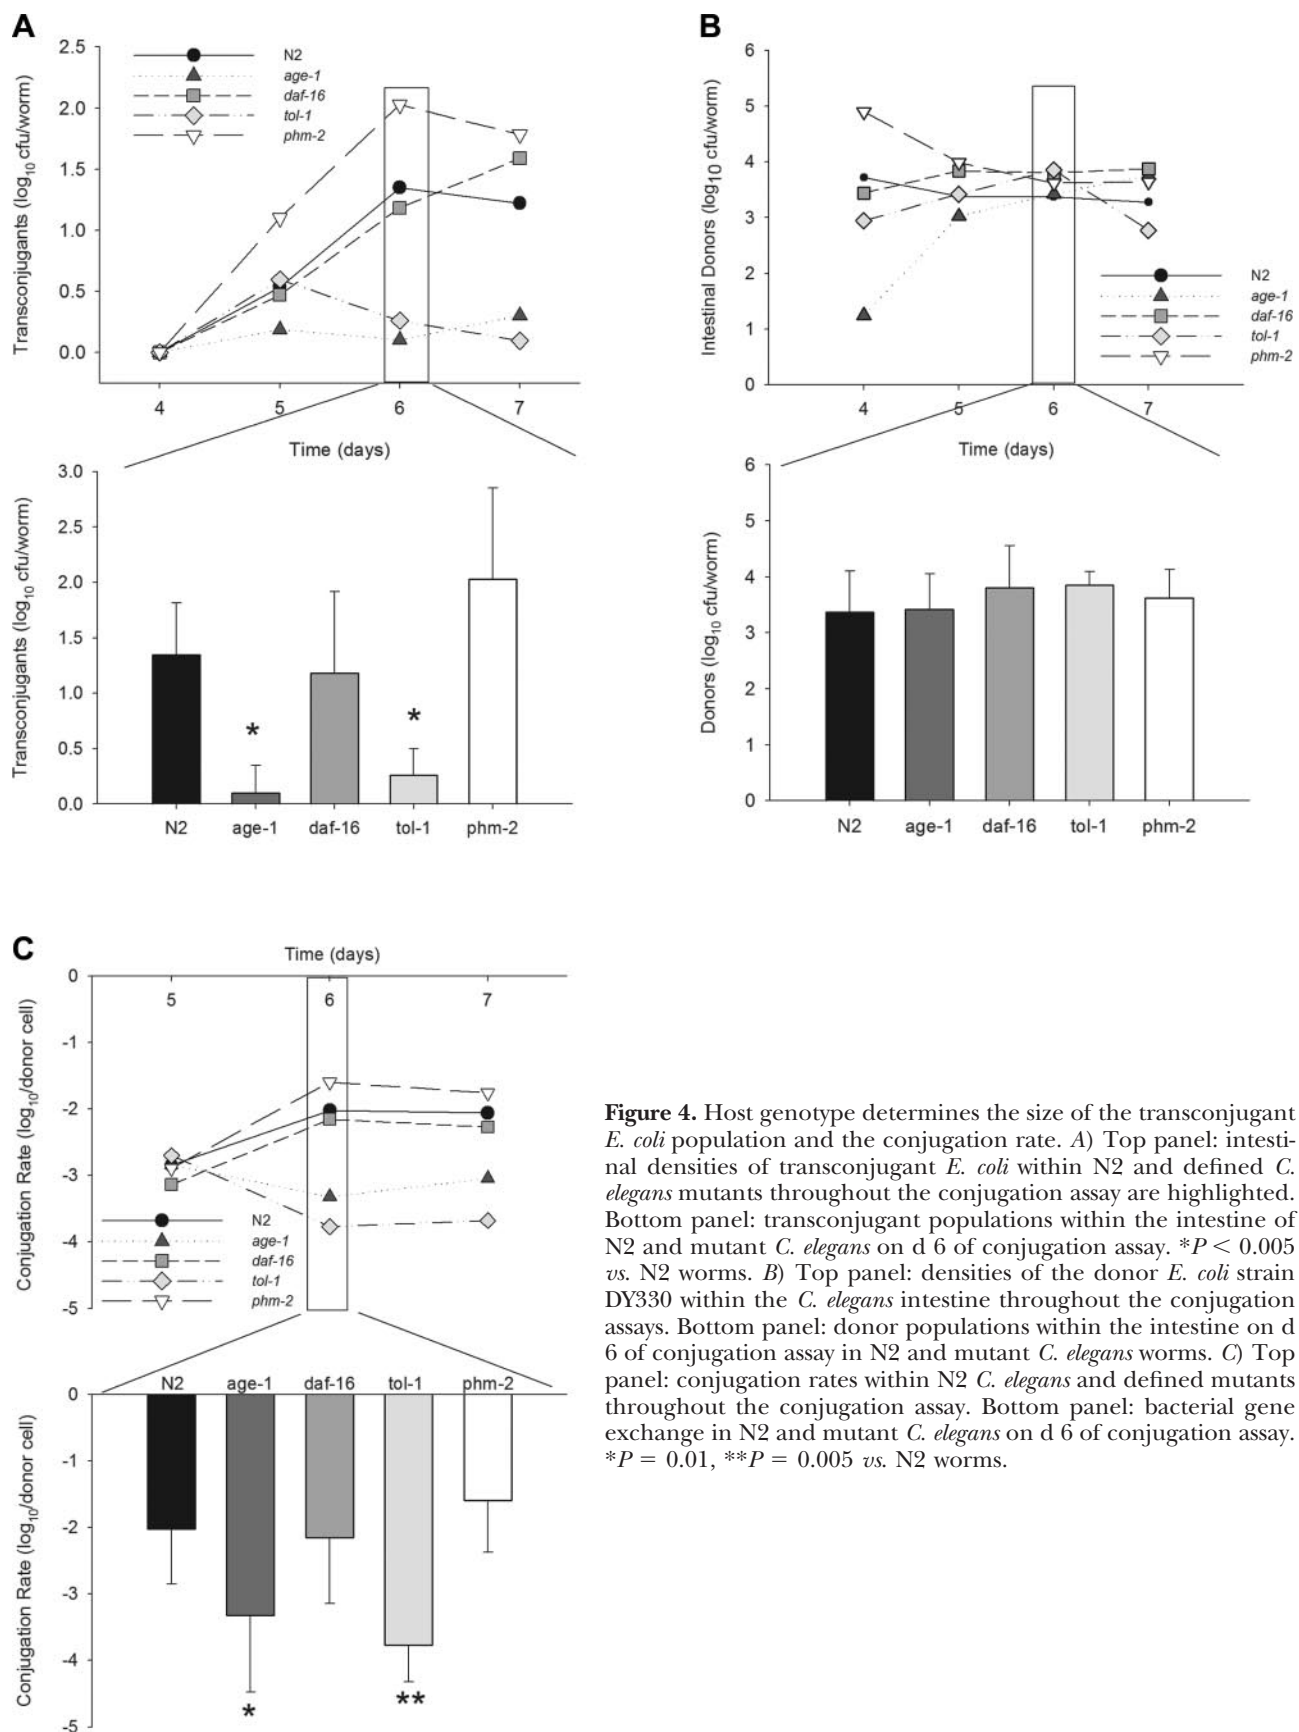 A
Transconjugants (log10 cfu/worm)
2.5
2.0
1.5
1.0
0.5
0.0
N2
age-1
daf-16
tol-1
phm-2
4 5 6 7
Time (days)
Transconjugants (log10 cfu/worm)
3.0
2.5
2.0
1.5
1.0
0.5
0.0
* *
N2 age-1 daf-16 tol-1 phm-2
B
Intestinal Donors (log10 cfu/worm)
6
5
4
3
2
1
0
N2
age-1
daf-16
tol-1
phm-2
4 5 6 7
Time (days)
Donors (log10 cfu/worm)
6
5
4
3
2
1
0
N2 age-1 daf-16 tol-1 phm-2
C
Time (days)
5 6 7
Conjugation Rate (log10/donor cell)
0
-1
-2
-3
-4
-5
N2
age-1
daf-16
tol-1
phm-2
N2 age-1 daf-16 tol-1 phm-2
Conjugation Rate (log10/donor cell)
0
-1
-2
-3
-4
-5
* **
Figure 4. Host genotype determines the size of the transconjugant
E. coli population and the conjugation rate. A) Top panel: intesti-
nal densities of transconjugant E. coli within N2 and defined C.
elegans mutants throughout the conjugation assay are highlighted.
Bottom panel: transconjugant populations within the intestine of
N2 and mutant C. elegans on d 6 of conjugation assay. *P < 0.005
vs. N2 worms. B) Top panel: densities of the donor E. coli strain
DY330 within the C. elegans intestine throughout the conjugation
assays. Bottom panel: donor populations within the intestine on d
6 of conjugation assay in N2 and mutant C. elegans worms. C) Top
panel: conjugation rates within N2 C. elegans and defined mutants
throughout the conjugation assay. Bottom panel: bacterial gene
exchange in N2 and mutant C. elegans on d 6 of conjugation assay.
*P = 0.01, **P = 0.005 vs. N2 worms.